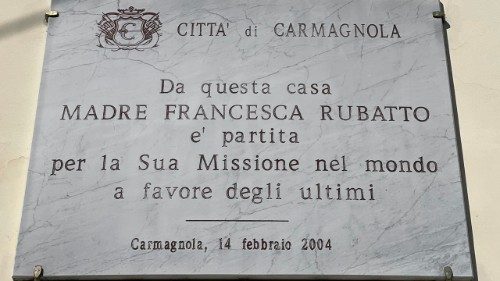 C
CITTA' di CARMAGNOLA
Da questa casa
MADRE FRANCESCA RUBATTO
e' partita
per la Sua Missione nel mondo
a favore degli ultimi
Carmagnola, 14 febbraio 2004